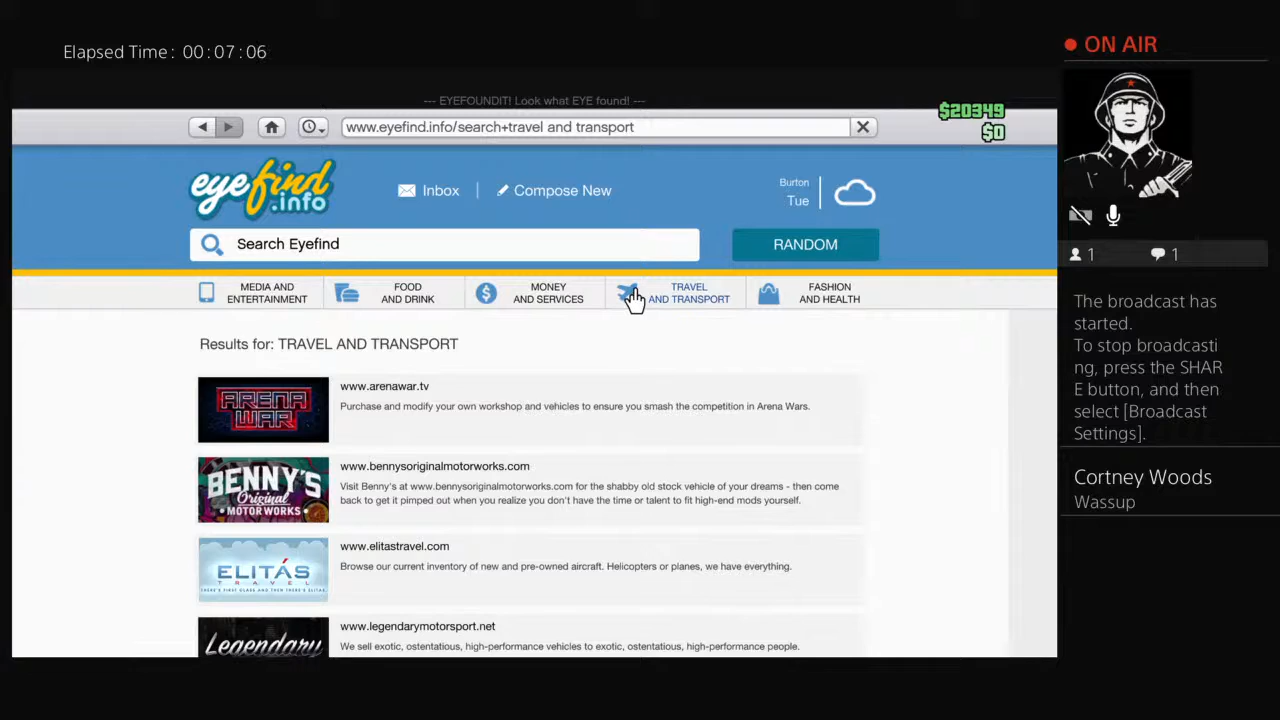 Elapsed Time: 00:07:06
ON AIR
--- EYEFOUNDIT! Look what EYE found! ---
$20349
$0
www.eyefind.info/search+travel and transport
eyefind
.info
Inbox
Compose New
Burton
Tue
Search Eyefind
RANDOM
1
1
MEDIA AND
ENTERTAINMENT
FOOD
AND DRINK
MONEY
AND SERVICES
TRAVEL
AND TRANSPORT
FASHION
AND HEALTH
Results for: TRAVEL AND TRANSPORT
ARENA
WAR
www.arenawar.tv
Purchase and modify your own workshop and vehicles to ensure you smash the competition in Arena Wars.
BENNY'S
Original
MOTOR WORKS
www.bennysoriginalmotorworks.com
Visit Benny's at www.bennysoriginalmotorworks.com for the shabby old stock vehicle of your dreams - then come
back to get it pimped out when you realize you don't have the time or talent to fit high-end mods yourself.
ELITÁS
TRAVEL
THERE'S FIRST CLASS AND THEN THERE'S ELITÁS.
www.elitastravel.com
Browse our current inventory of new and pre-owned aircraft. Helicopters or planes, we have everything.
Legendary
www.legendarymotorsport.net
We sell exotic, ostentatious, high-performance vehicles to exotic, ostentatious, high-performance people.
The broadcast has
started.
To stop broadcasti
ng, press the SHAR
E button, and then
select [Broadcast
Settings].
Cortney Woods
Wassup